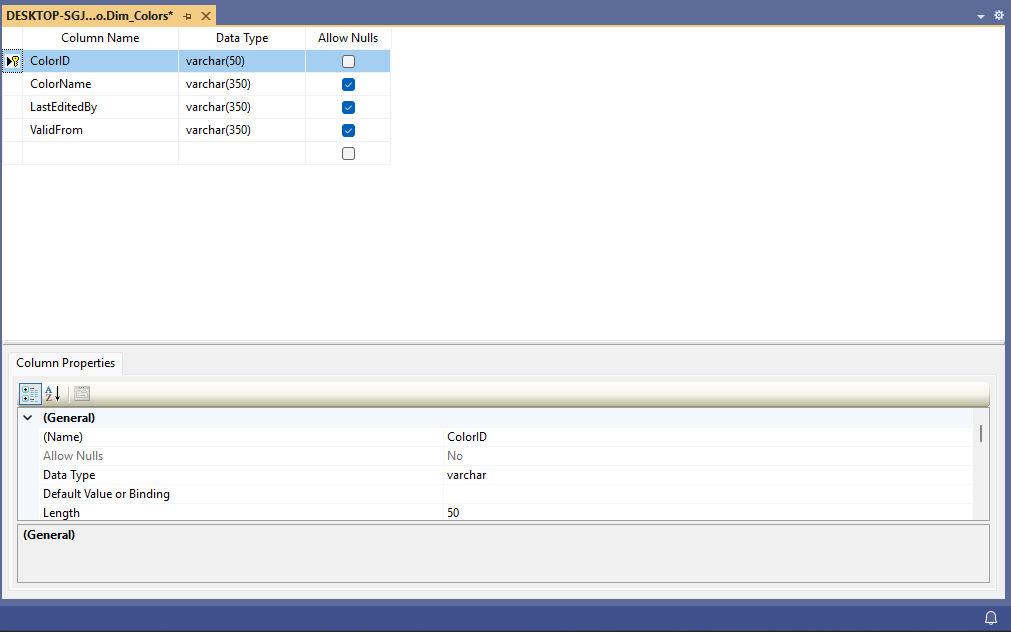 DESKTOP-SGJ...o.Dim_Colors*
Column Name Data Type Allow Nulls
ColorID varchar(50)
ColorName varchar(350)
LastEditedBy varchar(350)
ValidFrom varchar(350)
Column Properties
(General)
(Name) ColorID
Allow Nulls No
Data Type varchar
Default Value or Binding
Length 50
(General)